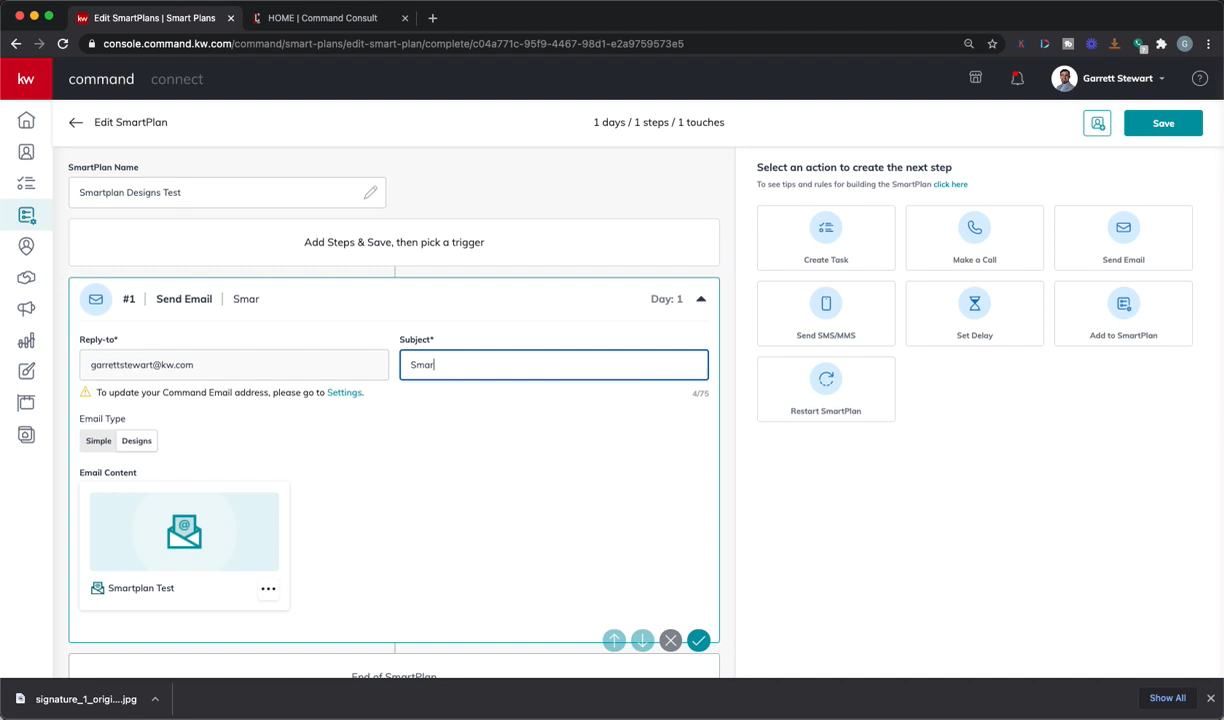 Edit SmartPlans | Smart Plans
HOME | Command Consult
console.command.kw.com/command/smart-plans/edit-smart-plan/complete/c04a771c-95f9-4467-98d1-e2a9759573e5
kw command connect
Garrett Stewart
Edit SmartPlan
1 days / 1 steps / 1 touches
Save
SmartPlan Name
Smartplan Designs Test
Add Steps & Save, then pick a trigger
#1 Send Email Smar Day: 1
Reply-to* Subject*
garrettstewart@kw.com Smar
To update your Command Email address, please go to Settings. 4/75
Email Type
Simple Designs
Email Content
@
Smartplan Test
End of SmartPlan
Select an action to create the next step
To see tips and rules for building the SmartPlan click here
Create Task Make a Call Send Email
Send SMS/MMS Set Delay Add to SmartPlan
Restart SmartPlan
signature_1_origi....jpg
Show All